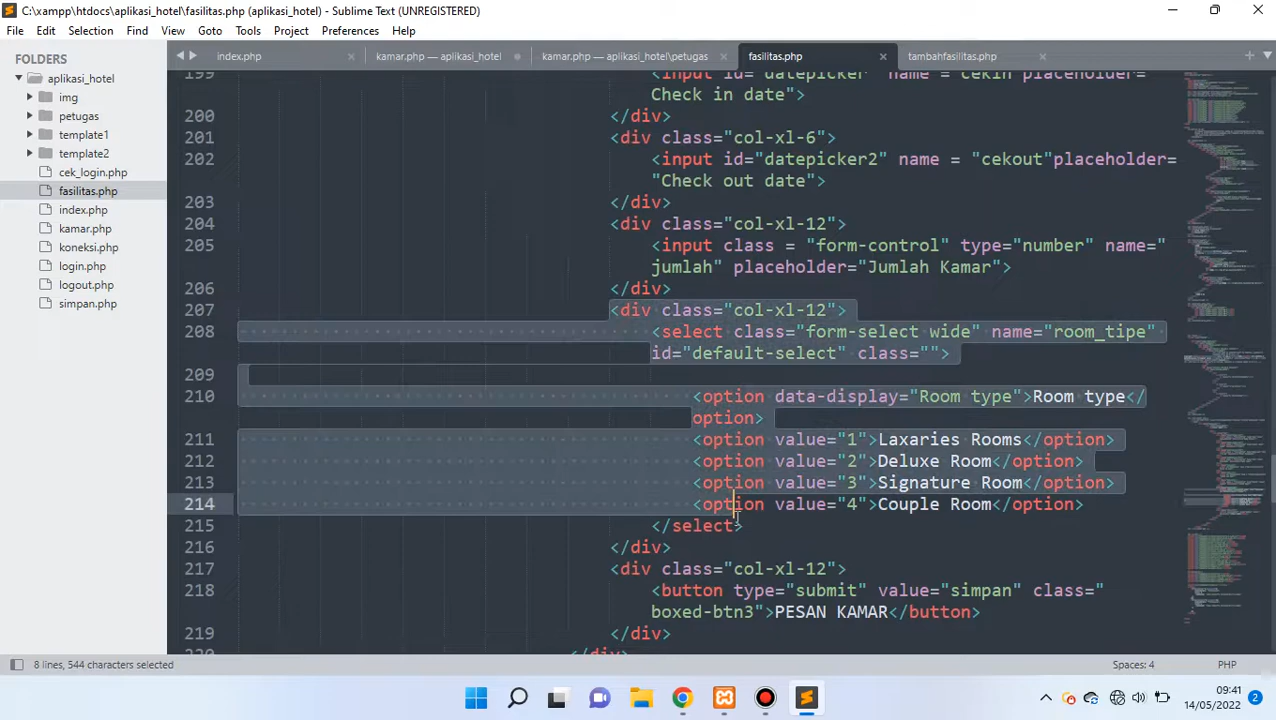 C:\xampp\htdocs\aplikasi_hotel\fasilitas.php (aplikasi_hotel) - Sublime Text (UNREGISTERED)
File Edit Selection Find View Goto Tools Project Preferences Help
FOLDERS
aplikasi_hotel
img
petugas
template1
template2
cek_login.php
fasilitas.php
index.php
kamar.php
koneksi.php
login.php
logout.php
simpan.php
index.php kamar.php — aplikasi_hotel kamar.php — aplikasi_hotel\petugas fasilitas.php tambahfasilitas.php
199 <input id="datepicker" name = "cekin"placeholder="
Check in date">
200 </div>
201 <div class="col-xl-6">
202 <input id="datepicker2" name = "cekout"placeholder=
"Check out date">
203 </div>
204 <div class="col-xl-12">
205 <input class = "form-control" type="number" name="
jumlah" placeholder="Jumlah Kamar">
206 </div>
207 <div class="col-xl-12">
208 <select class="form-select wide" name="room_tipe"
id="default-select" class="">
209
210 <option data-display="Room type">Room type</
option>
211 <option value="1">Laxaries Rooms</option>
212 <option value="2">Deluxe Room</option>
213 <option value="3">Signature Room</option>
214 <option value="4">Couple Room</option>
215 </select>
216 </div>
217 <div class="col-xl-12">
218 <button type="submit" value="simpan" class="
boxed-btn3">PESAN KAMAR</button>
219 </div>
220 </div>
8 lines, 544 characters selected
Spaces: 4 PHP
09:41
14/05/2022
2